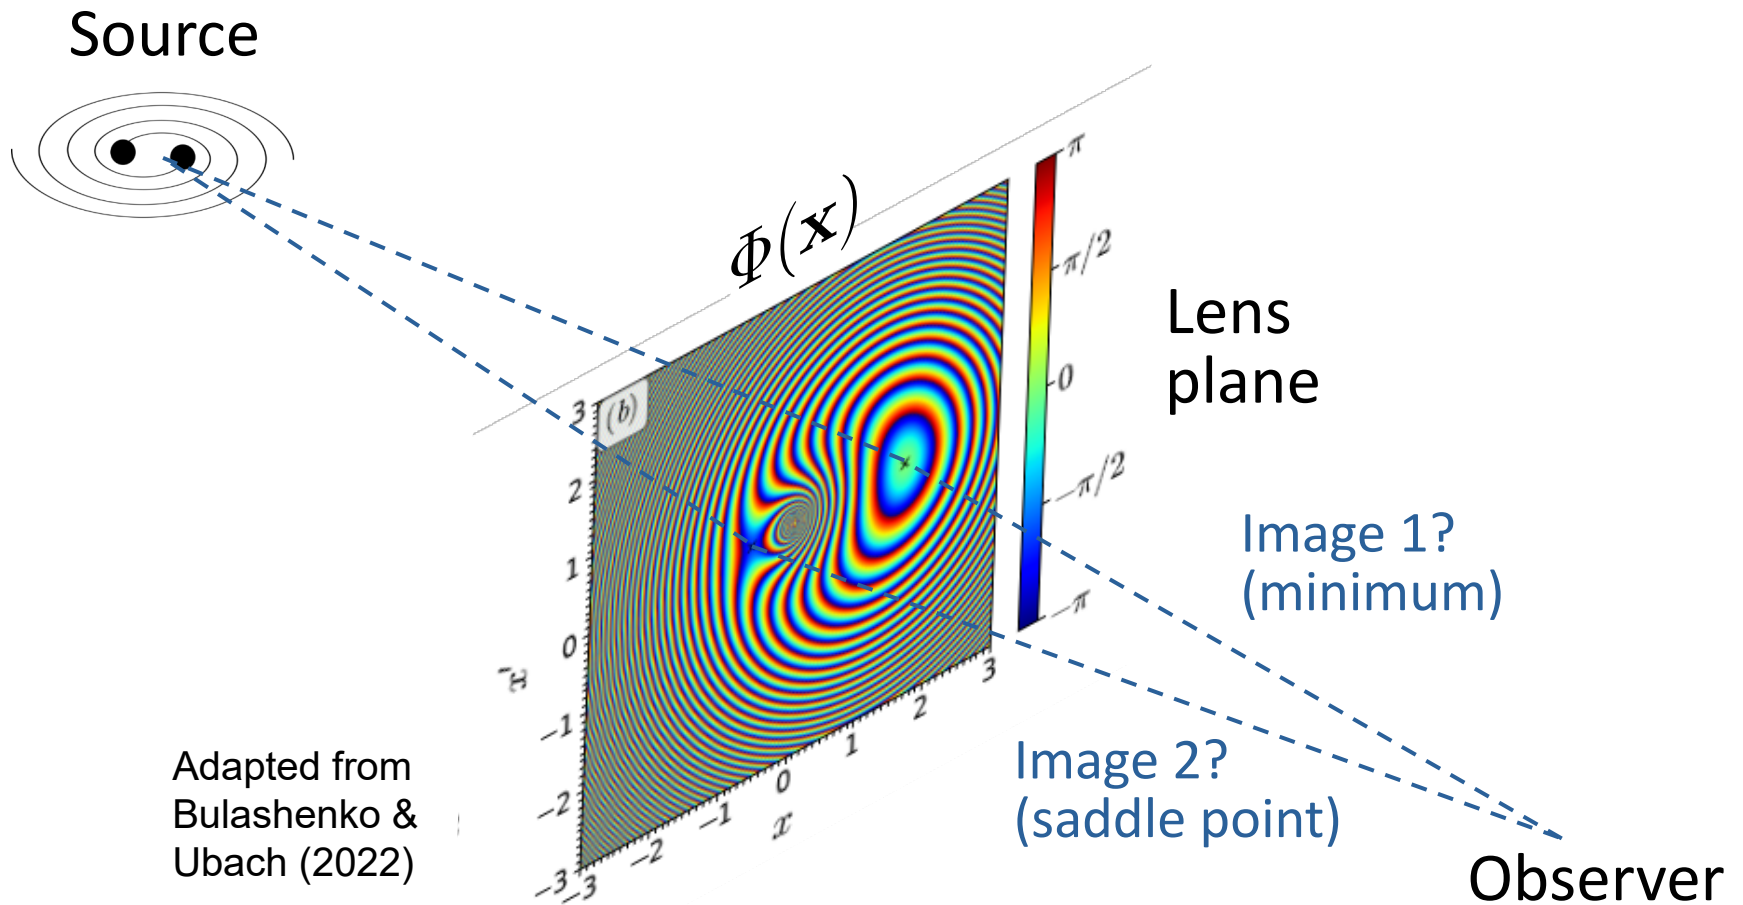 Source
Φ(x)
π
π/2
0
−π/2
−π
Lens
plane
(b)
3
2
1
0
−1
−2
−3
−3
−2
−1
0
1
2
3
x
Image 1?
(minimum)
Image 2?
(saddle point)
Adapted from
Bulashenko &
Ubach (2022)
Observer